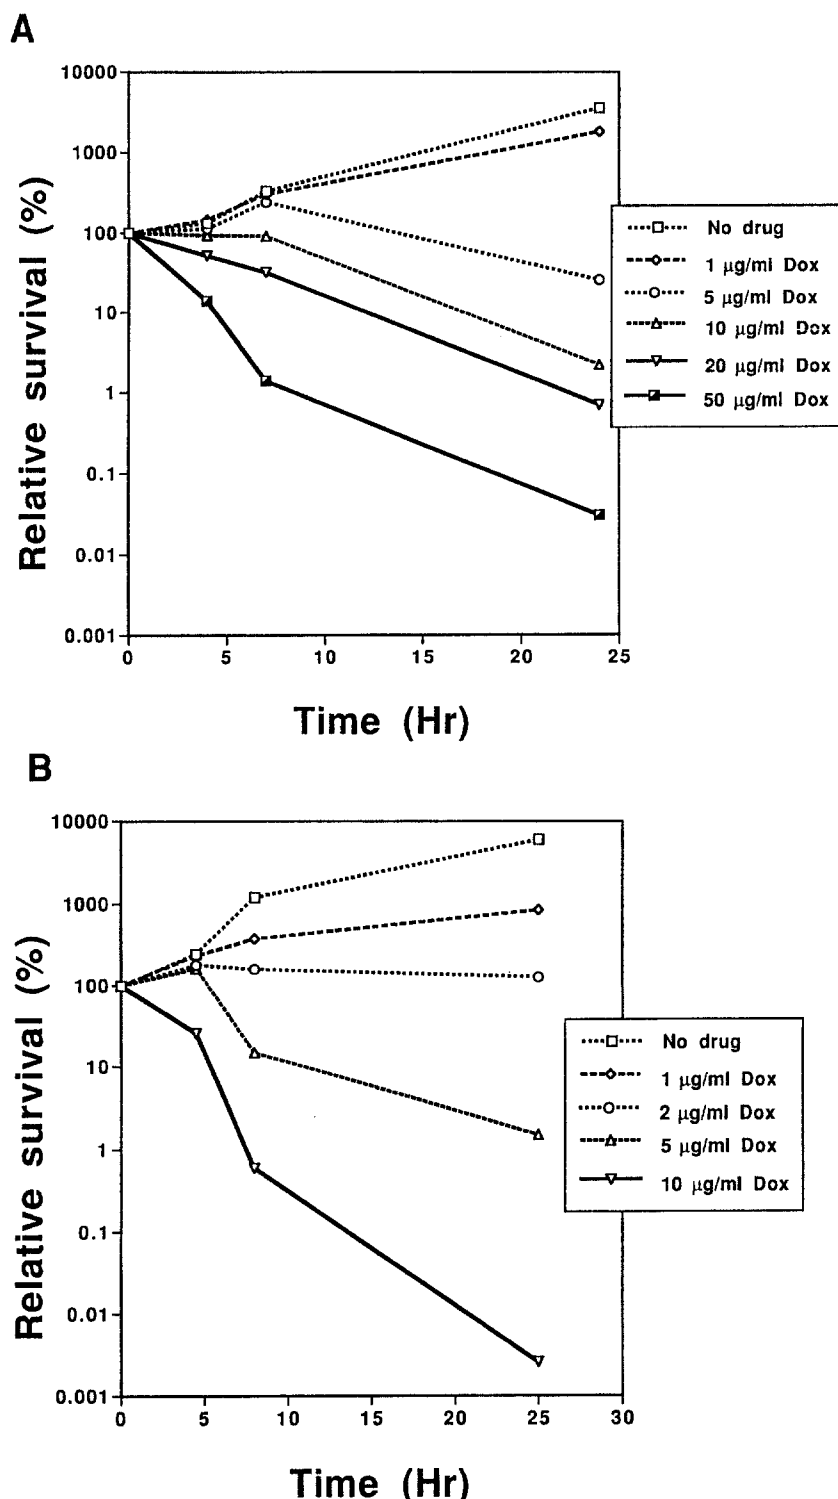 A
Relative survival (%)
10000
1000
100
10
1
0.1
0.01
0.001
0 5 10 15 20 25
Time (Hr)
No drug
1 µg/ml Dox
5 µg/ml Dox
10 µg/ml Dox
20 µg/ml Dox
50 µg/ml Dox
B
Relative survival (%)
10000
1000
100
10
1
0.1
0.01
0.001
0 5 10 15 20 25 30
Time (Hr)
No drug
1 µg/ml Dox
2 µg/ml Dox
5 µg/ml Dox
10 µg/ml Dox